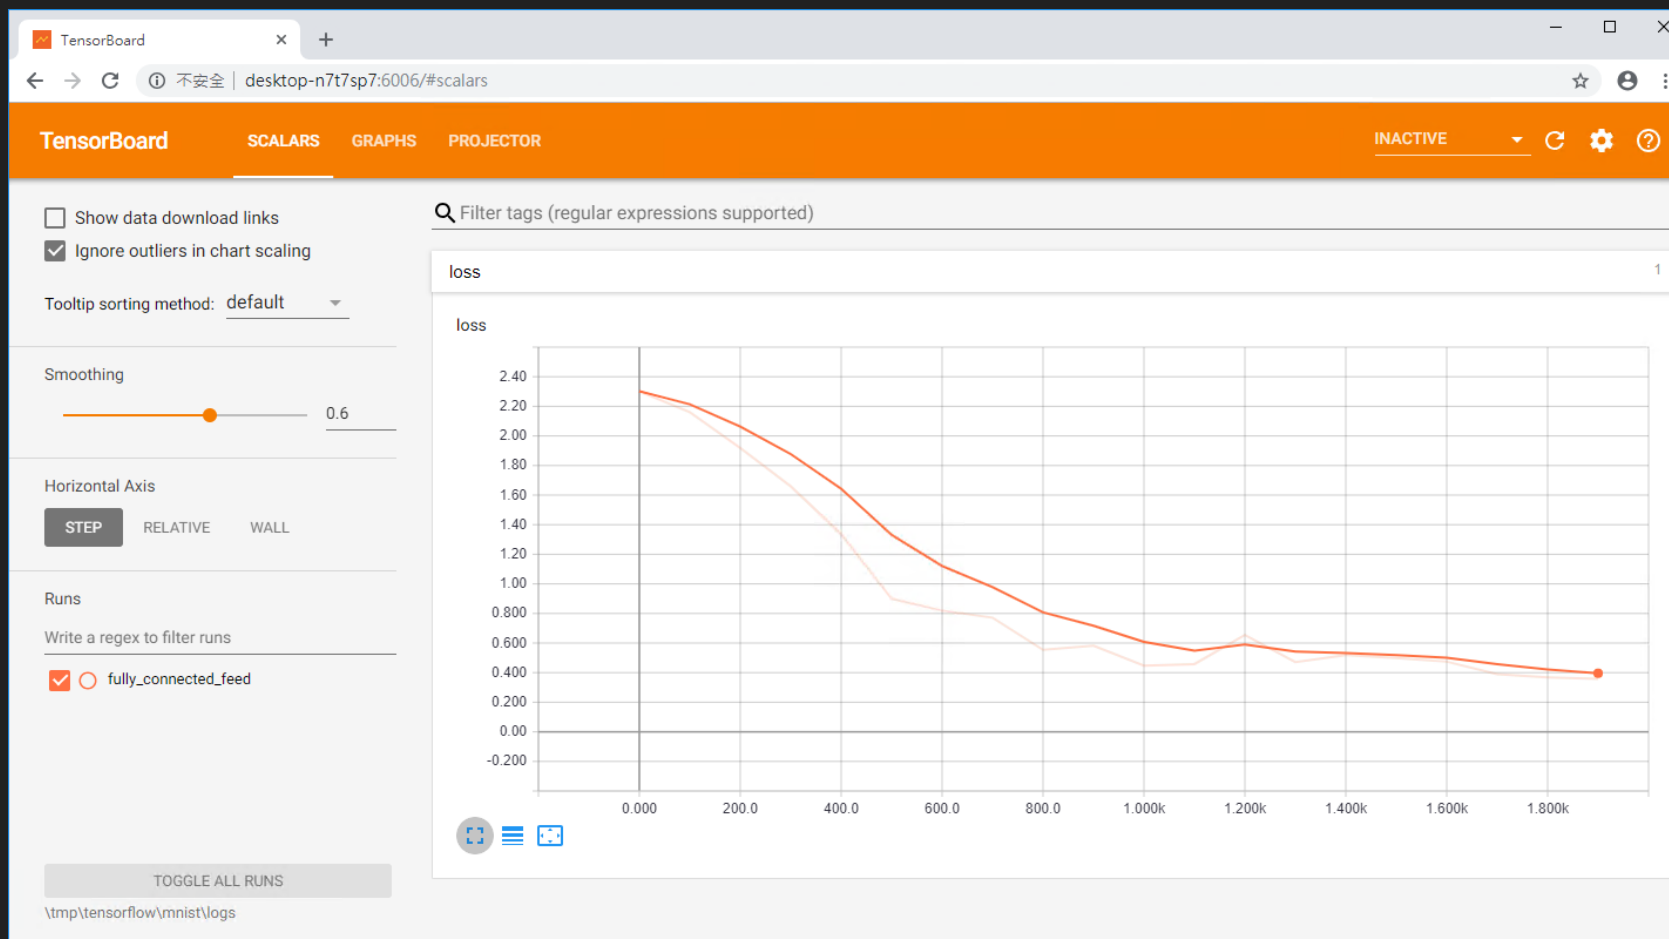 TensorBoard
不安全 desktop-n7t7sp7:6006/#scalars
TensorBoard SCALARS GRAPHS PROJECTOR INACTIVE
Show data download links
Ignore outliers in chart scaling
Tooltip sorting method: default
Smoothing
0.6
Horizontal Axis
STEP RELATIVE WALL
Runs
Write a regex to filter runs
fully_connected_feed
TOGGLE ALL RUNS
\tmp\tensorflow\mnist\logs
Filter tags (regular expressions supported)
loss 1
loss
2.40
2.20
2.00
1.80
1.60
1.40
1.20
1.00
0.800
0.600
0.400
0.200
0.00
-0.200
0.000 200.0 400.0 600.0 800.0 1.000k 1.200k 1.400k 1.600k 1.800k